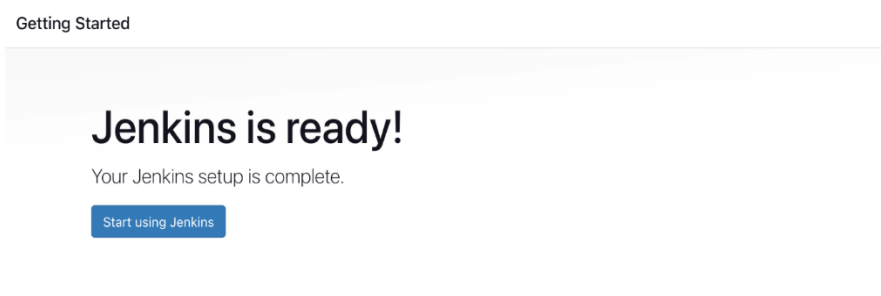 Getting Started
Jenkins is ready!
Your Jenkins setup is complete.
Start using Jenkins